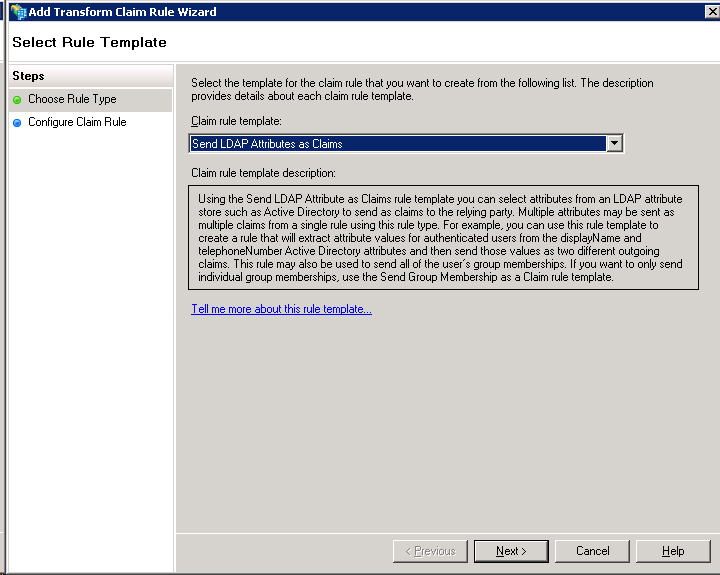 Add Transform Claim Rule Wizard
Select Rule Template
Steps
Choose Rule Type
Configure Claim Rule
Select the template for the claim rule that you want to create from the following list. The description
provides details about each claim rule template.
Claim rule template:
Send LDAP Attributes as Claims
Claim rule template description:
Using the Send LDAP Attribute as Claims rule template you can select attributes from an LDAP attribute
store such as Active Directory to send as claims to the relying party. Multiple attributes may be sent as
multiple claims from a single rule using this rule type. For example, you can use this rule template to
create a rule that will extract attribute values for authenticated users from the displayName and
telephoneNumber Active Directory attributes and then send those values as two different outgoing
claims. This rule may also be used to send all of the user's group memberships. If you want to only send
individual group memberships, use the Send Group Membership as a Claim rule template.
Tell me more about this rule template...
< Previous
Next >
Cancel
Help